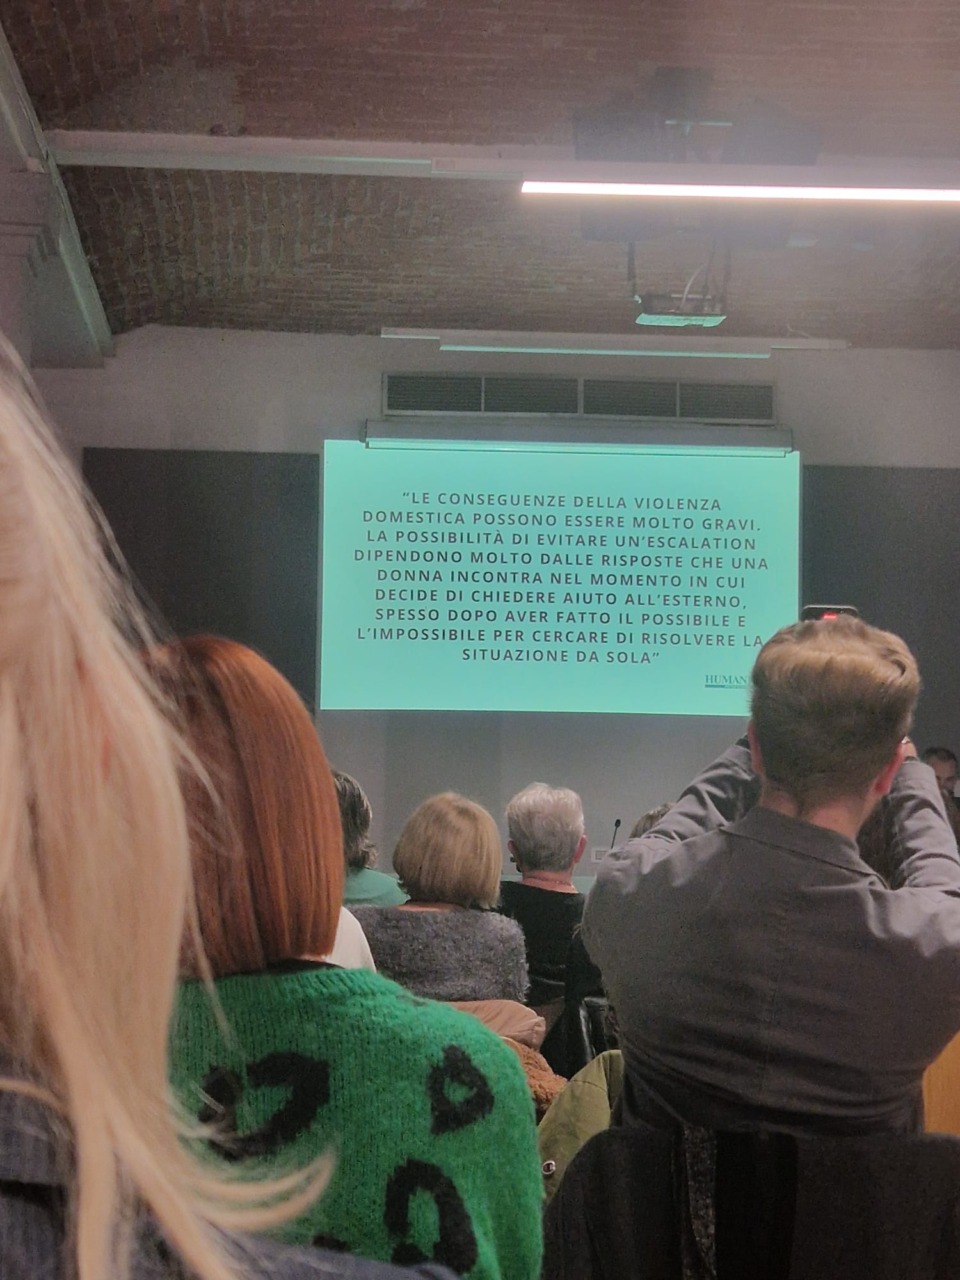 “LE CONSEGUENZE DELLA VIOLENZA
DOMESTICA POSSONO ESSERE MOLTO GRAVI.
LA POSSIBILITÀ DI EVITARE UN’ESCALATION
DIPENDONO MOLTO DALLE RISPOSTE CHE UNA
DONNA INCONTRA NEL MOMENTO IN CUI
DECIDE DI CHIEDERE AIUTO ALL’ESTERNO,
SPESSO DOPO AVER FATTO IL POSSIBILE E
L’IMPOSSIBILE PER CERCARE DI RISOLVERE LA
SITUAZIONE DA SOLA”